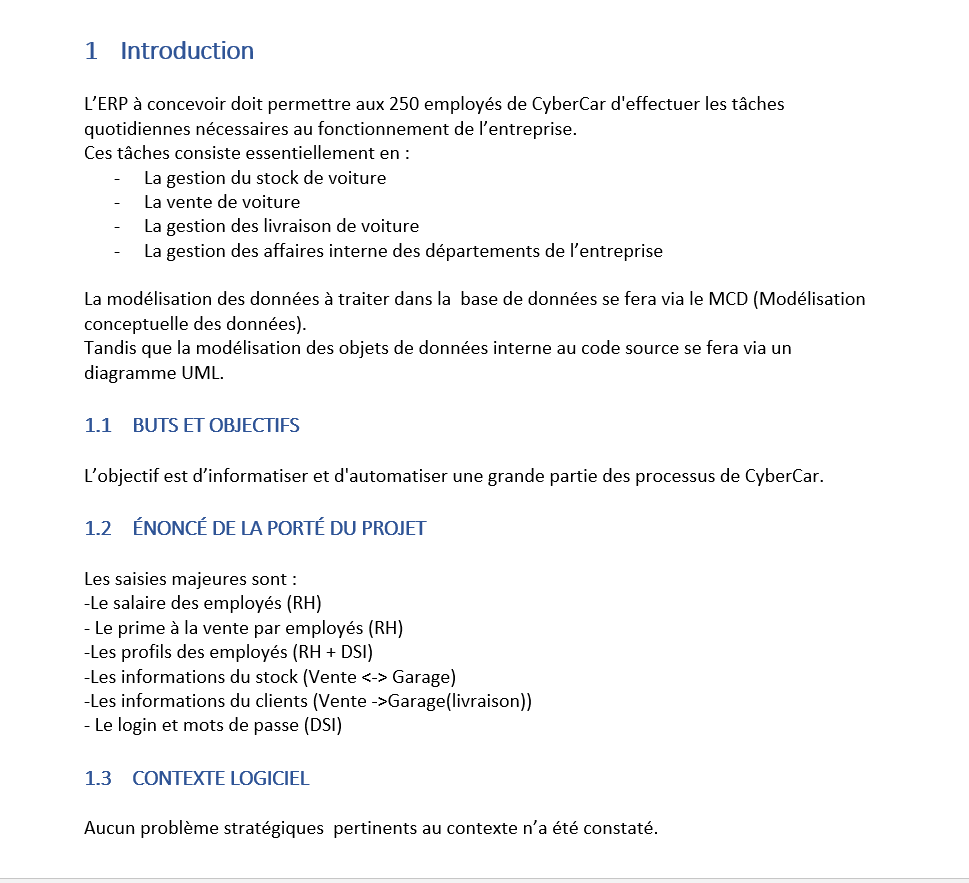 1 Introduction
L’ERP à concevoir doit permettre aux 250 employés de CyberCar d'effectuer les tâches
quotidiennes nécessaires au fonctionnement de l’entreprise.
Ces tâches consiste essentiellement en :
- La gestion du stock de voiture
- La vente de voiture
- La gestion des livraison de voiture
- La gestion des affaires interne des départements de l’entreprise
La modélisation des données à traiter dans la  base de données se fera via le MCD (Modélisation
conceptuelle des données).
Tandis que la modélisation des objets de données interne au code source se fera via un
diagramme UML.
1.1 BUTS ET OBJECTIFS
L’objectif est d’informatiser et d'automatiser une grande partie des processus de CyberCar.
1.2 ÉNONCÉ DE LA PORTÉ DU PROJET
Les saisies majeures sont :
-Le salaire des employés (RH)
- Le prime à la vente par employés (RH)
-Les profils des employés (RH + DSI)
-Les informations du stock (Vente <-> Garage)
-Les informations du clients (Vente ->Garage(livraison))
- Le login et mots de passe (DSI)
1.3 CONTEXTE LOGICIEL
Aucun problème stratégiques  pertinents au contexte n’a été constaté.